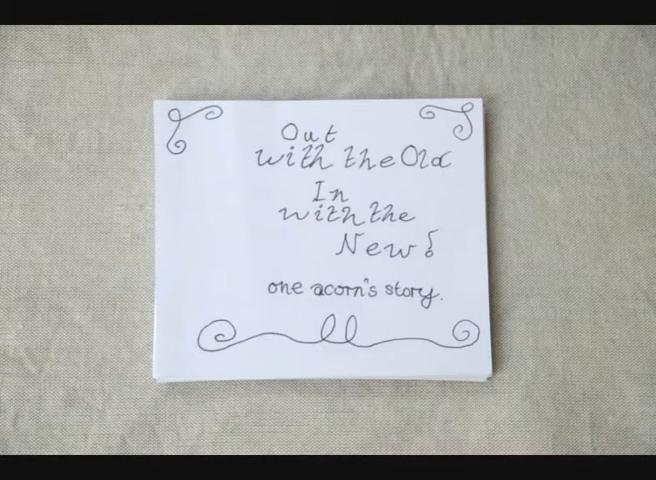 Out
with the Old
In
with the
New!
one acorn's story.